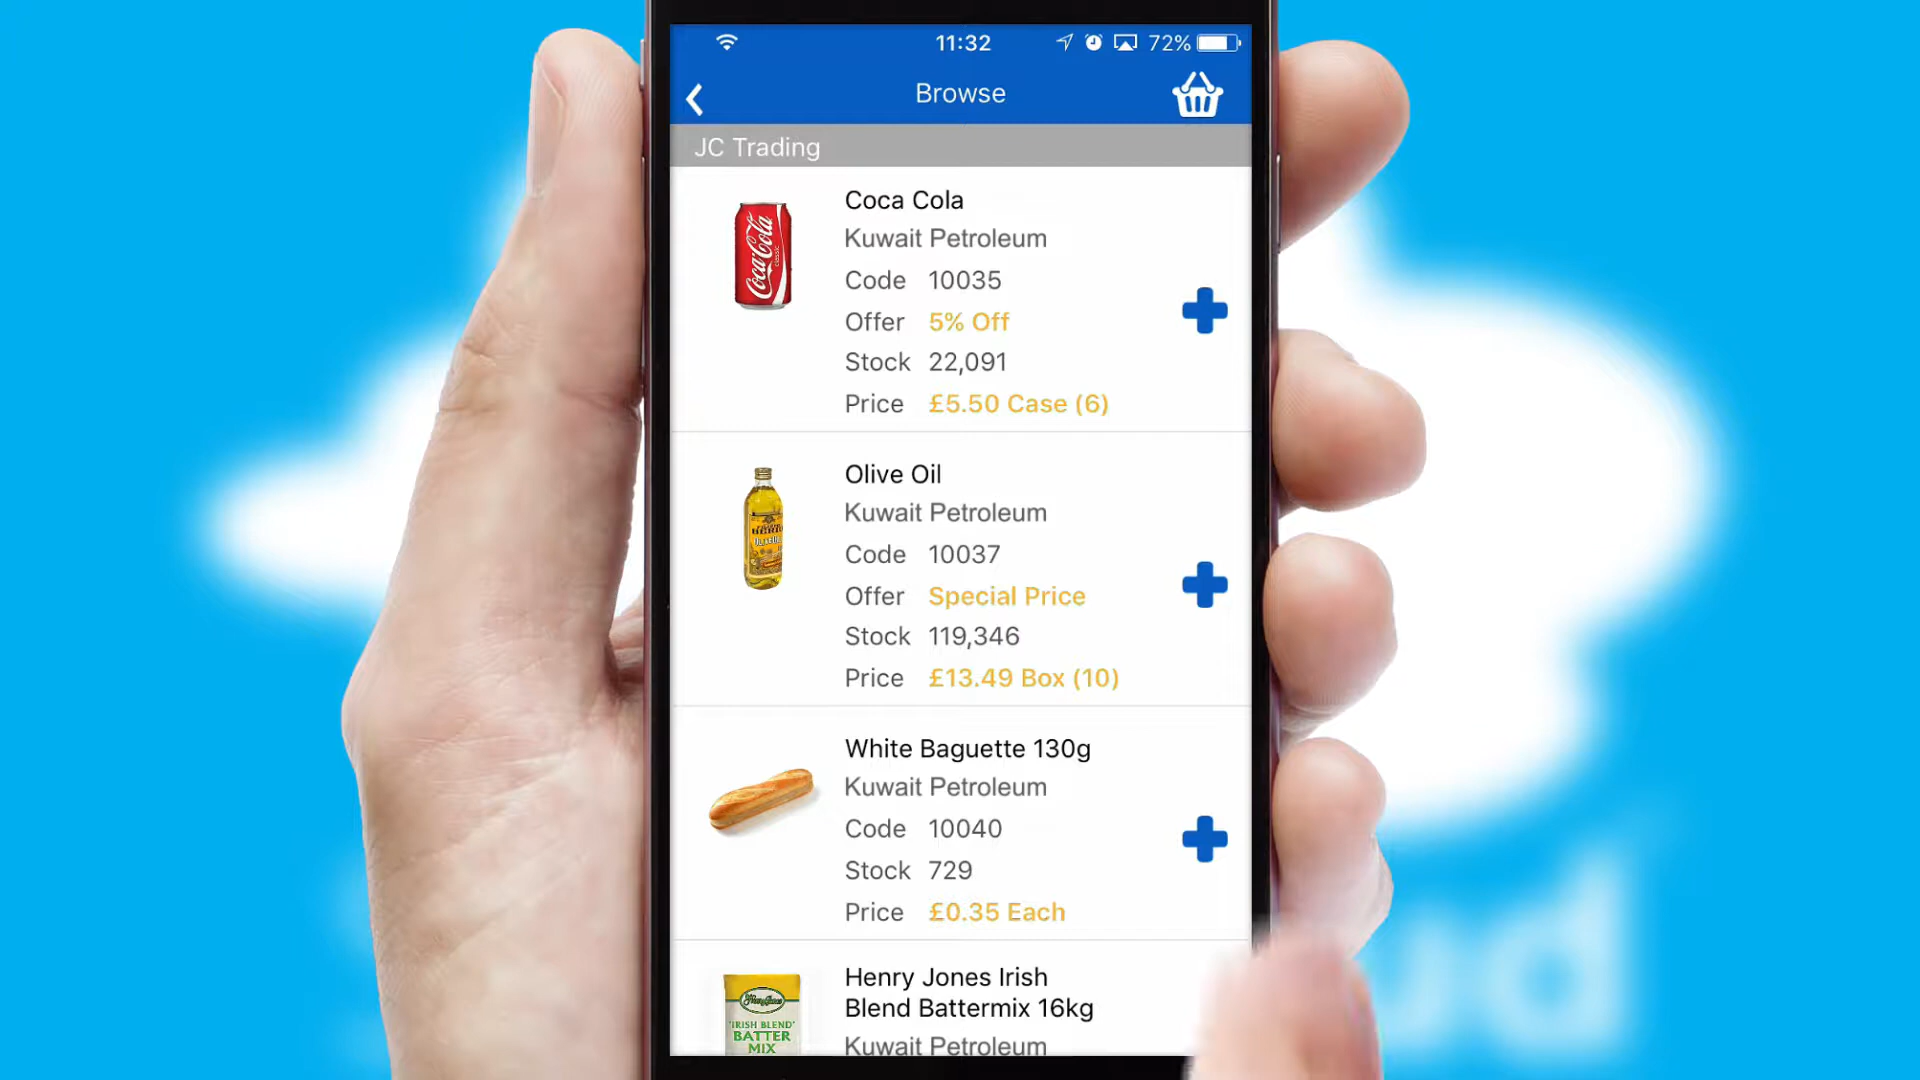 11:32
72%
Browse
JC Trading
Coca Cola
Kuwait Petroleum
Code 10035
Offer 5% Off
Stock 22,091
Price £5.50 Case (6)
Coca-Cola
classic
Olive Oil
Kuwait Petroleum
Code 10037
Offer Special Price
Stock 119,346
Price £13.49 Box (10)
White Baguette 130g
Kuwait Petroleum
Code 10040
Stock 729
Price £0.35 Each
Henry Jones Irish
Blend Battermix 16kg
Kuwait Petroleum
'IRISH BLEND'
BATTER
MIX